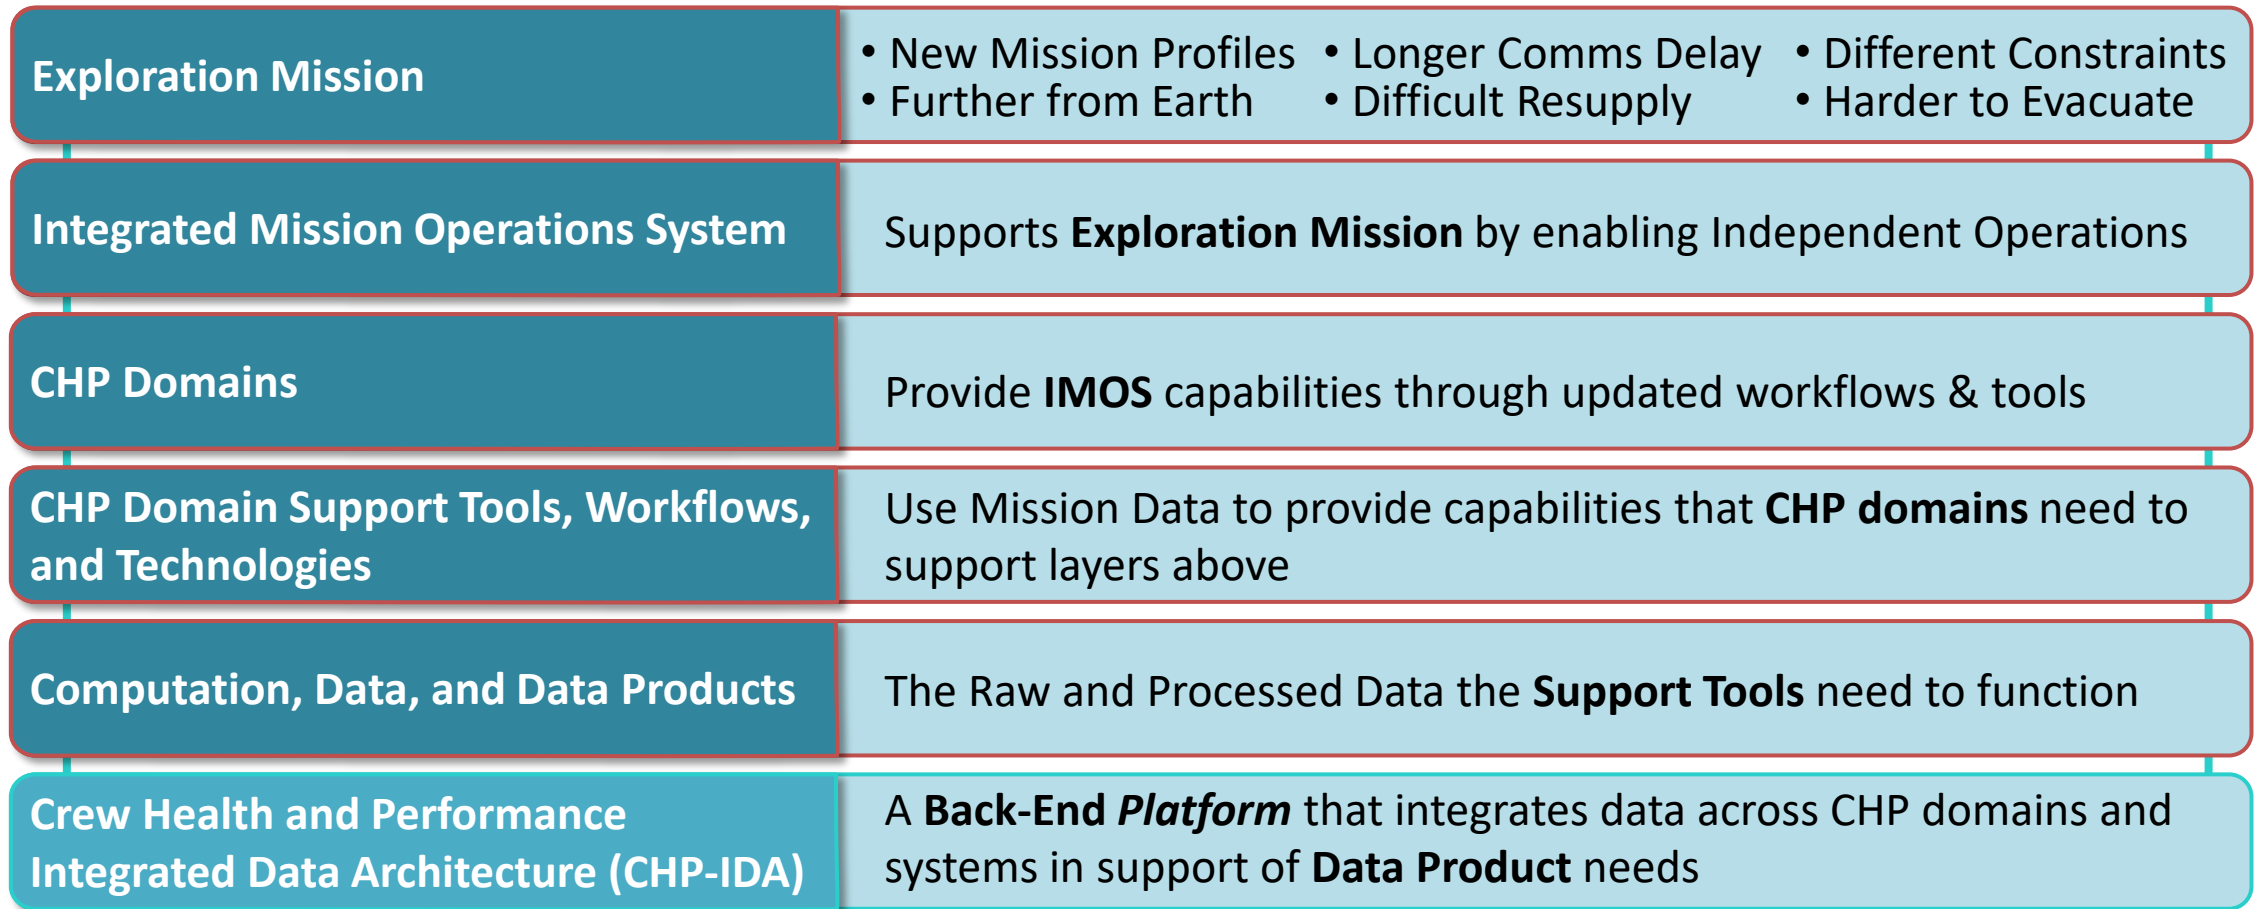 Exploration Mission
• New Mission Profiles • Longer Comms Delay • Different Constraints
• Further from Earth • Difficult Resupply • Harder to Evacuate
Integrated Mission Operations System
Supports Exploration Mission by enabling Independent Operations
CHP Domains
Provide IMOS capabilities through updated workflows & tools
CHP Domain Support Tools, Workflows,
and Technologies
Use Mission Data to provide capabilities that CHP domains need to
support layers above
Computation, Data, and Data Products
The Raw and Processed Data the Support Tools need to function
Crew Health and Performance
Integrated Data Architecture (CHP-IDA)
A Back-End Platform that integrates data across CHP domains and
systems in support of Data Product needs